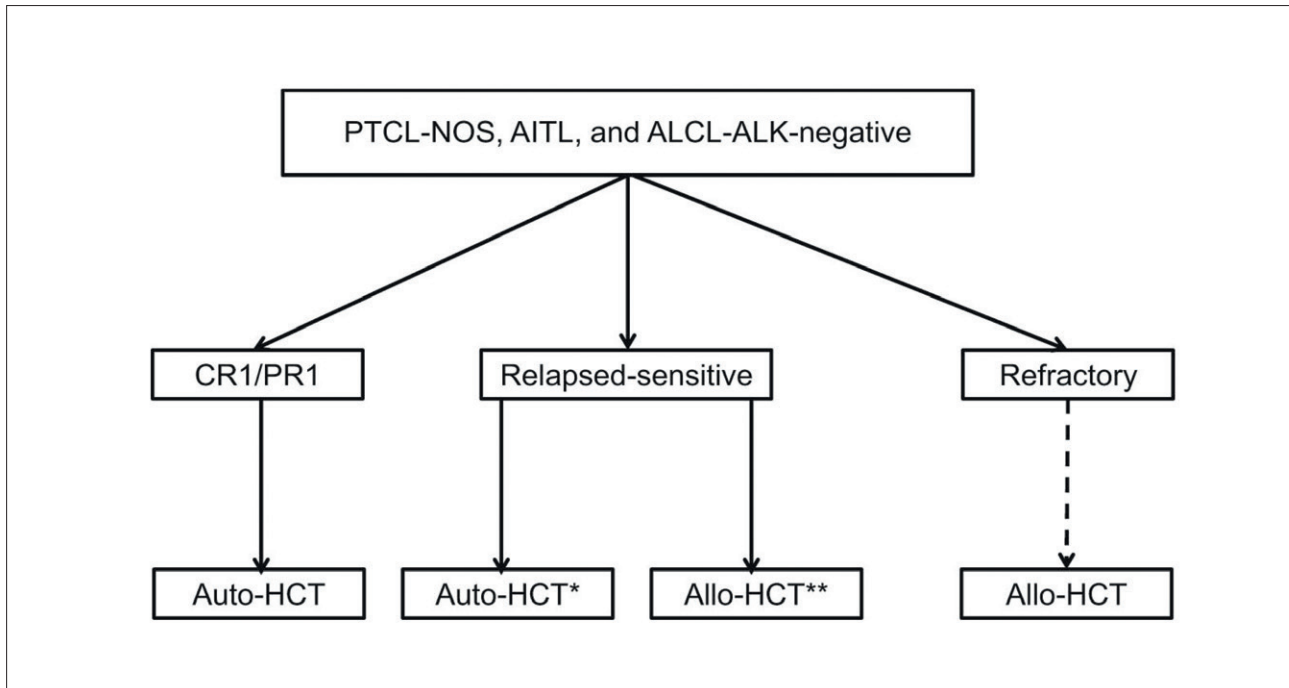 PTCL-NOS, AITL, and ALCL-ALK-negative
CR1/PR1
Relapsed-sensitive
Refractory
Auto-HCT
Auto-HCT*
Allo-HCT**
Allo-HCT